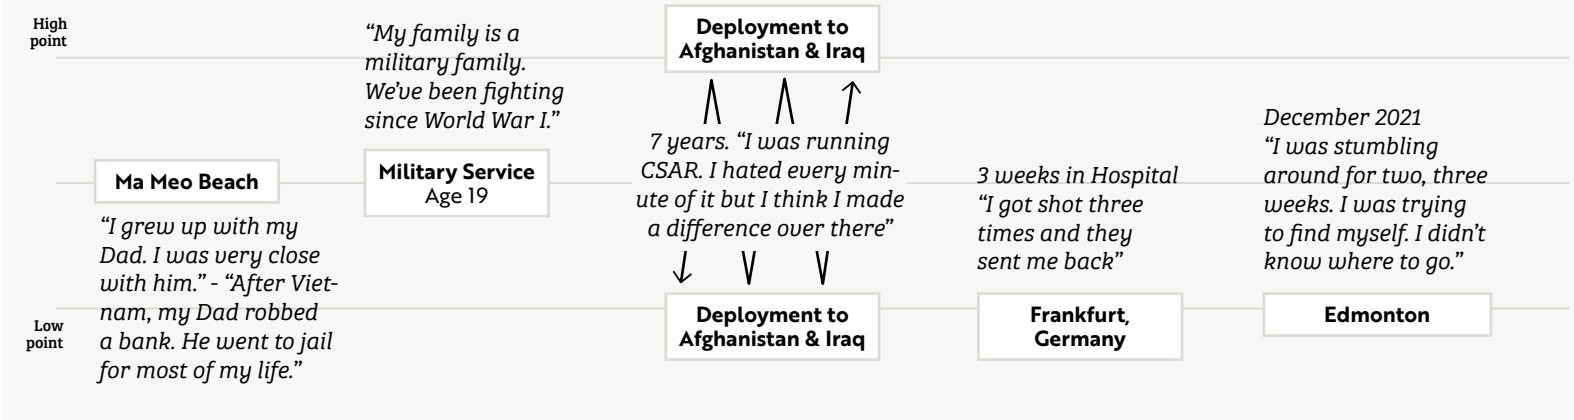 High
point
“My family is a
military family.
We’ve been fighting
since World War I.”
Deployment to
Afghanistan & Iraq
7 years. “I was running
CSAR. I hated every min-
ute of it but I think I made
a difference over there”
December 2021
“I was stumbling
around for two, three
weeks. I was trying
to find myself. I didn’t
know where to go.”
Ma Meo Beach
Military Service
Age 19
3 weeks in Hospital
“I got shot three
times and they
sent me back”
“I grew up with my
Dad. I was very close
with him.” - “After Viet-
nam, my Dad robbed
a bank. He went to jail
for most of my life.”
Low
point
Deployment to
Afghanistan & Iraq
Frankfurt,
Germany
Edmonton